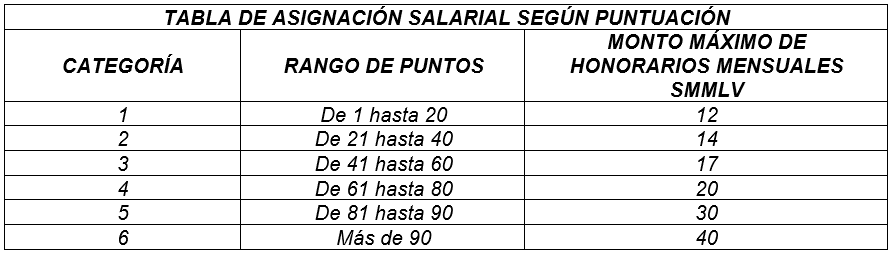 TABLA DE ASIGNACIÓN SALARIAL SEGÚN PUNTUACIÓN
CATEGORÍA RANGO DE PUNTOS MONTO MÁXIMO DE
HONORARIOS MENSUALES
SMMLV
1 De 1 hasta 20 12
2 De 21 hasta 40 14
3 De 41 hasta 60 17
4 De 61 hasta 80 20
5 De 81 hasta 90 30
6 Más de 90 40